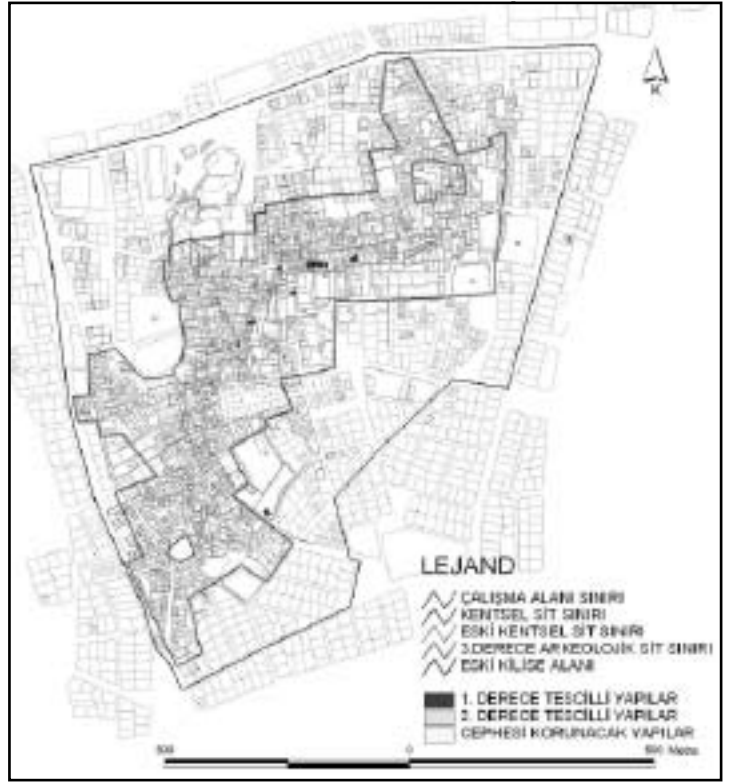 K
LEJAND
ÇALIŞMA ALANI SINIRI
KENTSEL SİT SINIRI
ESKİ KENTSEL SİT SINIRI
3.DERECE ARKEOLOJİK SİT SINIRI
ESKİ KİLİSE ALANI
1. DERECE TESCİLLİ YAPILAR
2. DERECE TESCİLLİ YAPILAR
CEPHESİ KORUNACAK YAPILAR
500 0 500 Metre